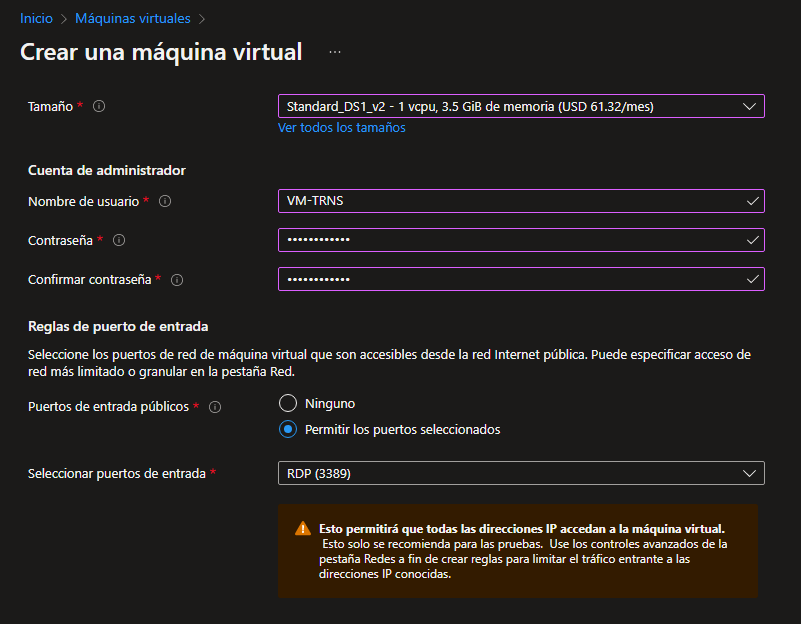 Inicio > Máquinas virtuales >
Crear una máquina virtual ...
Tamaño * Standard_DS1_v2 - 1 vcpu, 3.5 GiB de memoria (USD 61.32/mes)
Ver todos los tamaños
Cuenta de administrador
Nombre de usuario * VM-TRNS
Contraseña * ••••••••••••
Confirmar contraseña * ••••••••••••
Reglas de puerto de entrada
Seleccione los puertos de red de máquina virtual que son accesibles desde la red Internet pública. Puede especificar acceso de
red más limitado o granular en la pestaña Red.
Puertos de entrada públicos * Ninguno
Permitir los puertos seleccionados
Seleccionar puertos de entrada * RDP (3389)
Esto permitirá que todas las direcciones IP accedan a la máquina virtual.
Esto solo se recomienda para las pruebas. Use los controles avanzados de la
pestaña Redes a fin de crear reglas para limitar el tráfico entrante a las
direcciones IP conocidas.